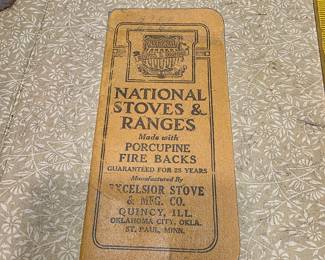 NATIONAL
STOVES &
RANGES
Made with
PORCUPINE
FIRE BACKS
GUARANTEED FOR 25 YEARS
Manufactured By
EXCELSIOR STOVE
& MFG. CO.
QUINCY, ILL.
OKLAHOMA CITY, OKLA.
ST. PAUL, MINN.